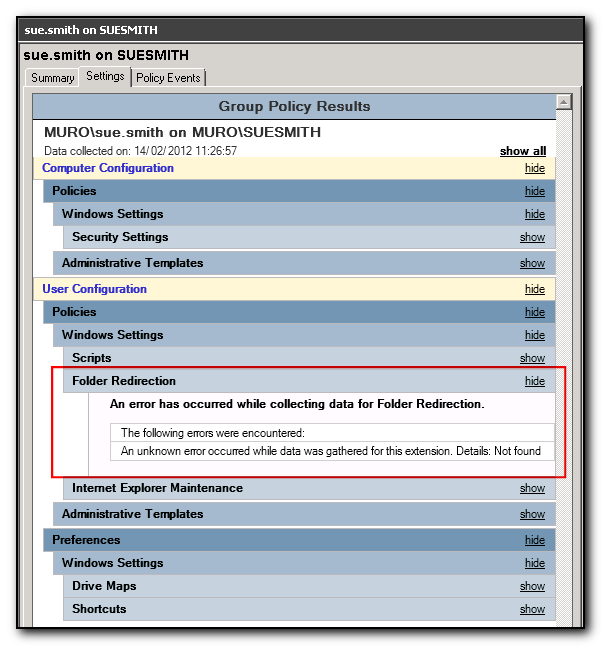 sue.smith on SUESMITH
sue.smith on SUESMITH
Summary Settings Policy Events
Group Policy Results
MURO\sue.smith on MURO\SUESMITH
Data collected on: 14/02/2012 11:26:57 show all
Computer Configuration hide
Policies hide
Windows Settings hide
Security Settings show
Administrative Templates show
User Configuration hide
Policies hide
Windows Settings hide
Scripts show
Folder Redirection hide
An error has occurred while collecting data for Folder Redirection.
The following errors were encountered:
An unknown error occurred while data was gathered for this extension. Details: Not found
Internet Explorer Maintenance show
Administrative Templates show
Preferences hide
Windows Settings hide
Drive Maps show
Shortcuts show